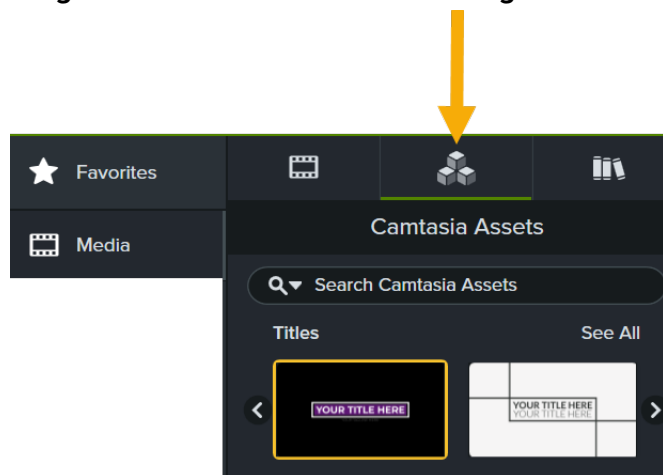 Favorites
Media
Camtasia Assets
Search Camtasia Assets
Titles See All
YOUR TITLE HERE
YOUR TITLE HERE
YOUR TITLE HERE